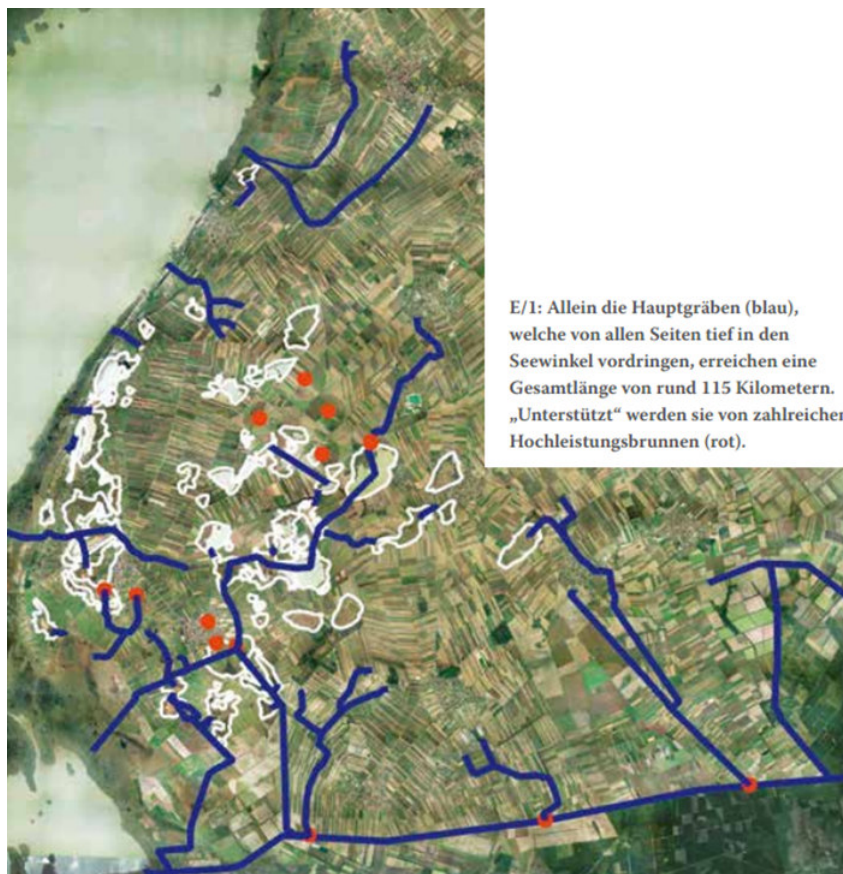 E/1: Allein die Hauptgräben (blau),
welche von allen Seiten tief in den
Seewinkel vordringen, erreichen eine
Gesamtlänge von rund 115 Kilometern.
„Unterstützt“ werden sie von zahlreichen
Hochleistungsbrunnen (rot).